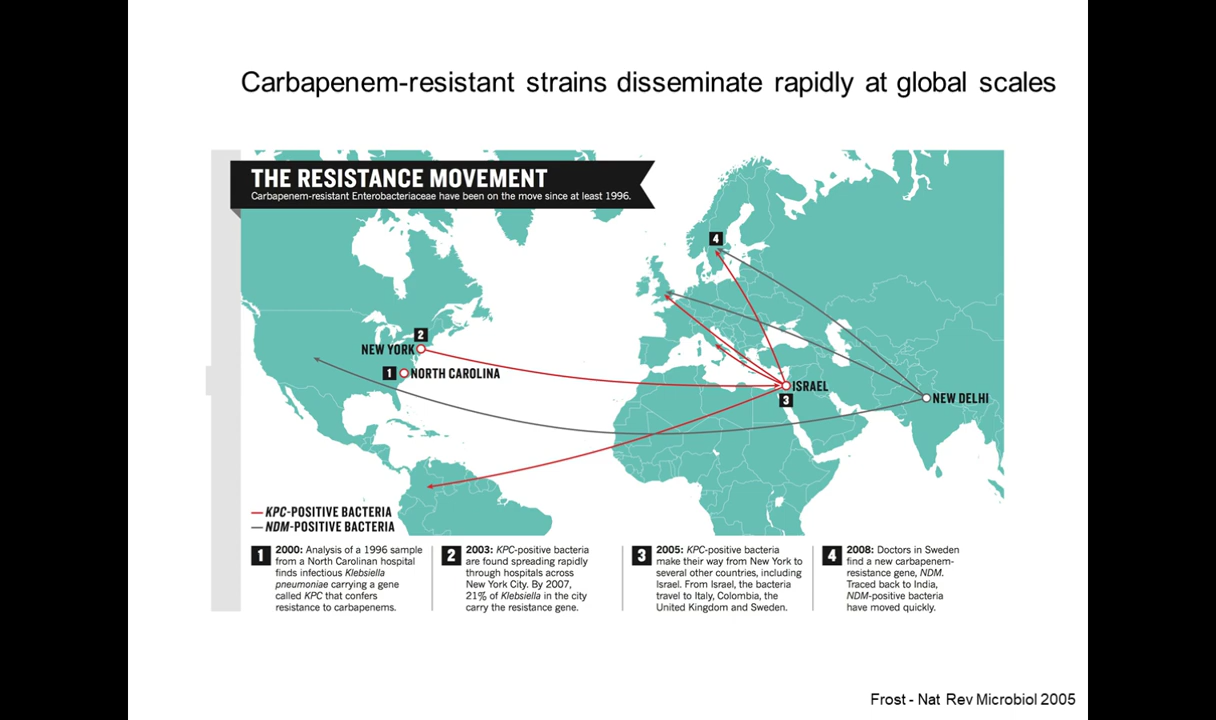 Carbapenem-resistant strains disseminate rapidly at global scales
THE RESISTANCE MOVEMENT
Carbapenem-resistant Enterobacteriaceae have been on the move since at least 1996.
4
2
NEW YORK
1 NORTH CAROLINA
ISRAEL
3
NEW DELHI
KPC-POSITIVE BACTERIA
NDM-POSITIVE BACTERIA
1
2000: Analysis of a 1996 sample
from a North Carolinan hospital
finds infectious Klebsiella
pneumoniae carrying a gene
called KPC that confers
resistance to carbapenems.
2
2003: KPC-positive bacteria
are found spreading rapidly
through hospitals across
New York City. By 2007,
21% of Klebsiella in the city
carry the resistance gene.
3
2005: KPC-positive bacteria
make their way from New York to
several other countries, including
Israel. From Israel, the bacteria
travel to Italy, Colombia, the
United Kingdom and Sweden.
4
2008: Doctors in Sweden
find a new carbapenem-
resistance gene, NDM.
Traced back to India,
NDM-positive bacteria
have moved quickly.
Frost - Nat Rev Microbiol 2005